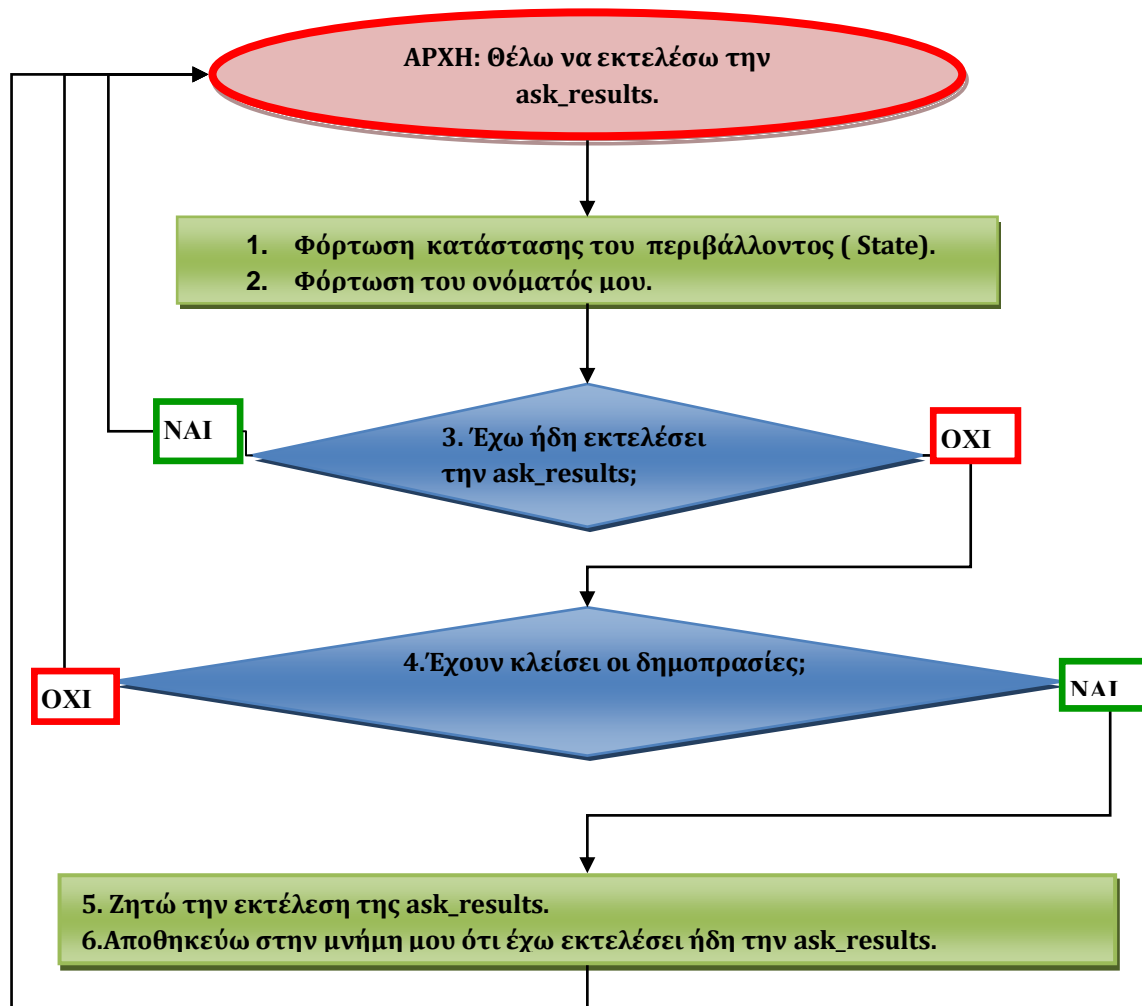 ΑΡΧΗ: Θέλω να εκτελέσω την
ask_results.
1. Φόρτωση κατάστασης του περιβάλλοντος ( State).
2. Φόρτωση του ονόματός μου.
ΝΑΙ
3. Έχω ήδη εκτελέσει
την ask_results;
ΟΧΙ
4.Έχουν κλείσει οι δημοπρασίες;
ΟΧΙ
ΝΑΙ
5. Ζητώ την εκτέλεση της ask_results.
6.Αποθηκεύω στην μνήμη μου ότι έχω εκτελέσει ήδη την ask_results.